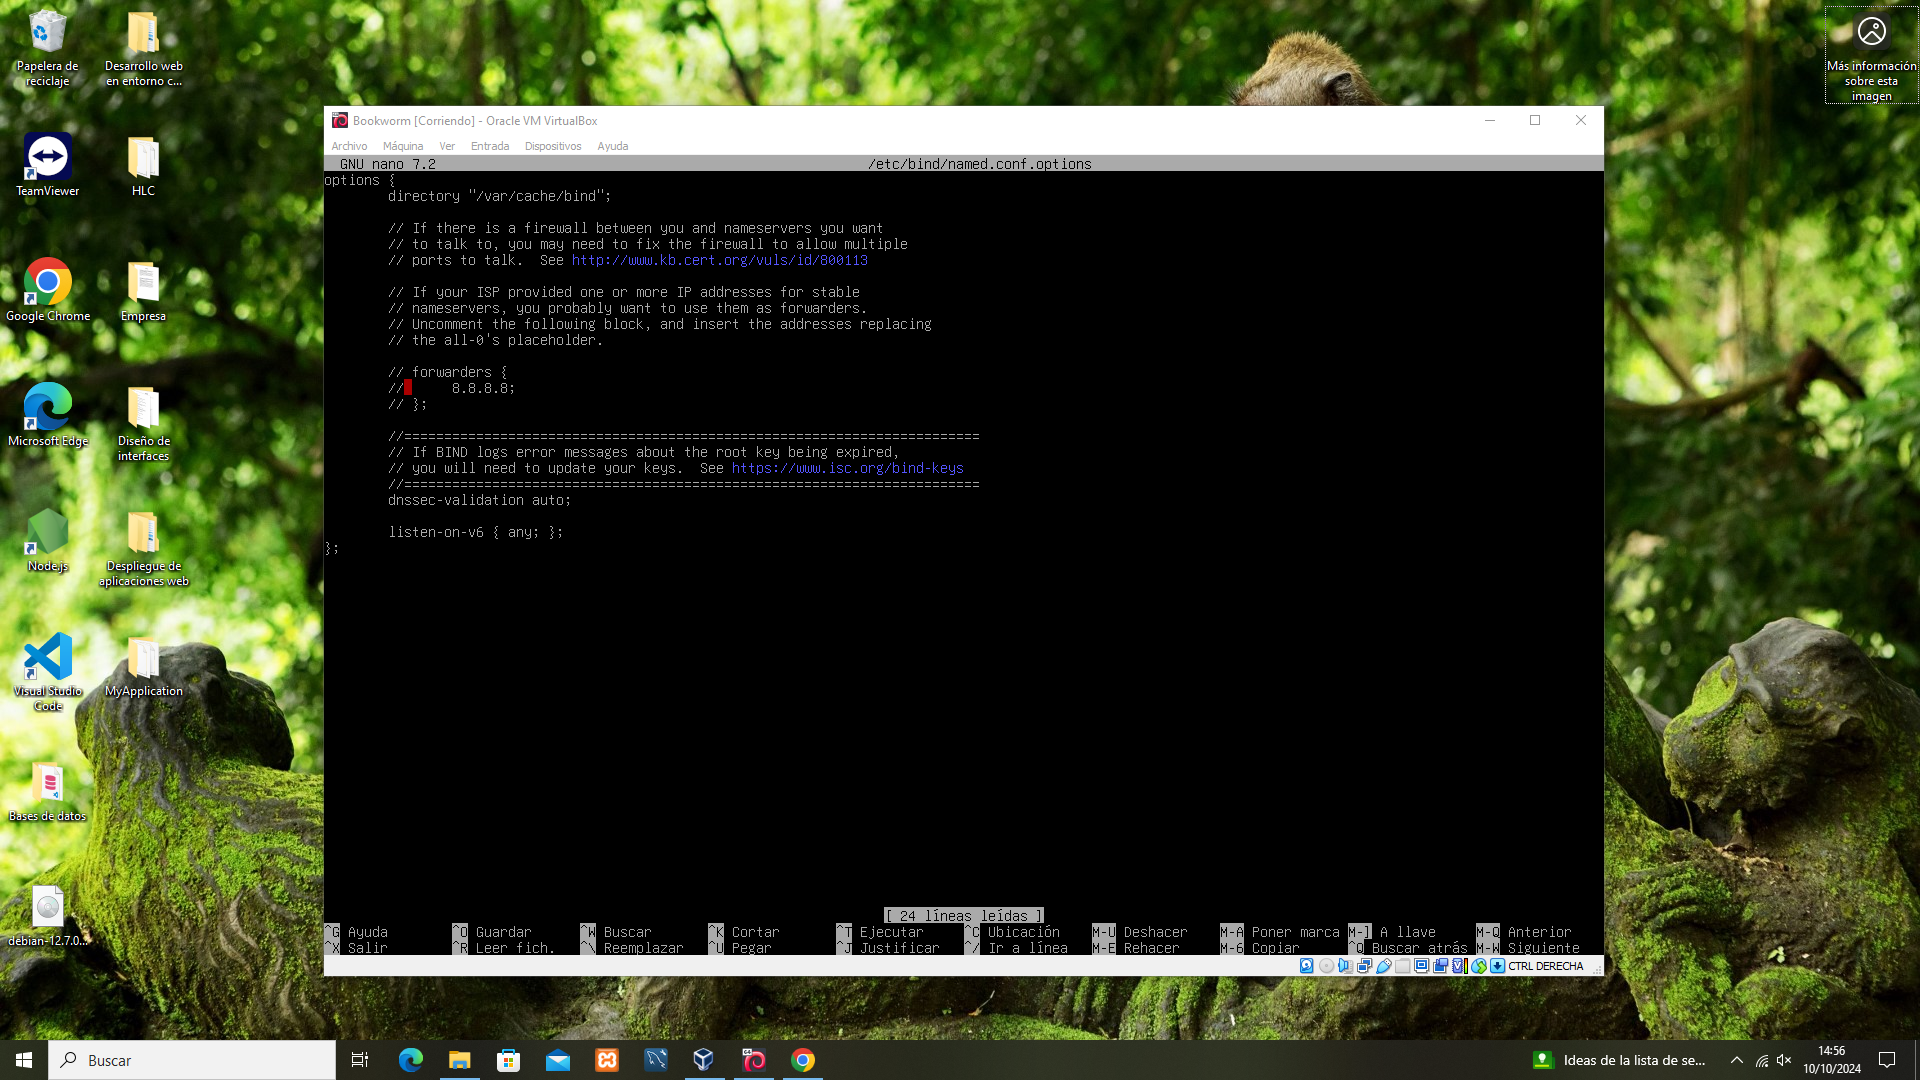 Papelera de
reciclaje
Desarrollo web
en entorno c...
TeamViewer
HLC
Google Chrome
Empresa
Microsoft Edge
Diseño de
interfaces
Node.js
Despliegue de
aplicaciones web
Visual Studio
Code
MyApplication
Bases de datos
debian-12.7.0...
Más información
sobre esta
imagen
Bookworm [Corriendo] - Oracle VM VirtualBox
Archivo Máquina Ver Entrada Dispositivos Ayuda
GNU nano 7.2 /etc/bind/named.conf.options
options {
directory "/var/cache/bind";
// If there is a firewall between you and nameservers you want
// to talk to, you may need to fix the firewall to allow multiple
// ports to talk.  See http://www.kb.cert.org/vuls/id/800113
// If your ISP provided one or more IP addresses for stable
// nameservers, you probably want to use them as forwarders.
// Uncomment the following block, and insert the addresses replacing
// the all-0's placeholder.
// forwarders {
//      8.8.8.8;
// };
//========================================================================
// If BIND logs error messages about the root key being expired,
// you will need to update your keys.  See https://www.isc.org/bind-keys
//========================================================================
dnssec-validation auto;
listen-on-v6 { any; };
};
[ 24 líneas leídas ]
^G Ayuda ^O Guardar ^W Buscar ^K Cortar ^T Ejecutar ^C Ubicación M-U Deshacer M-A Poner marca M-] A llave M-Q Anterior
^X Salir ^R Leer fich. ^\ Reemplazar ^U Pegar ^J Justificar ^/ Ir a línea M-E Rehacer M-6 Copiar ^Q Buscar atrás M-W Siguiente
CTRL DERECHA
Buscar
Ideas de la lista de se...
14:56
10/10/2024